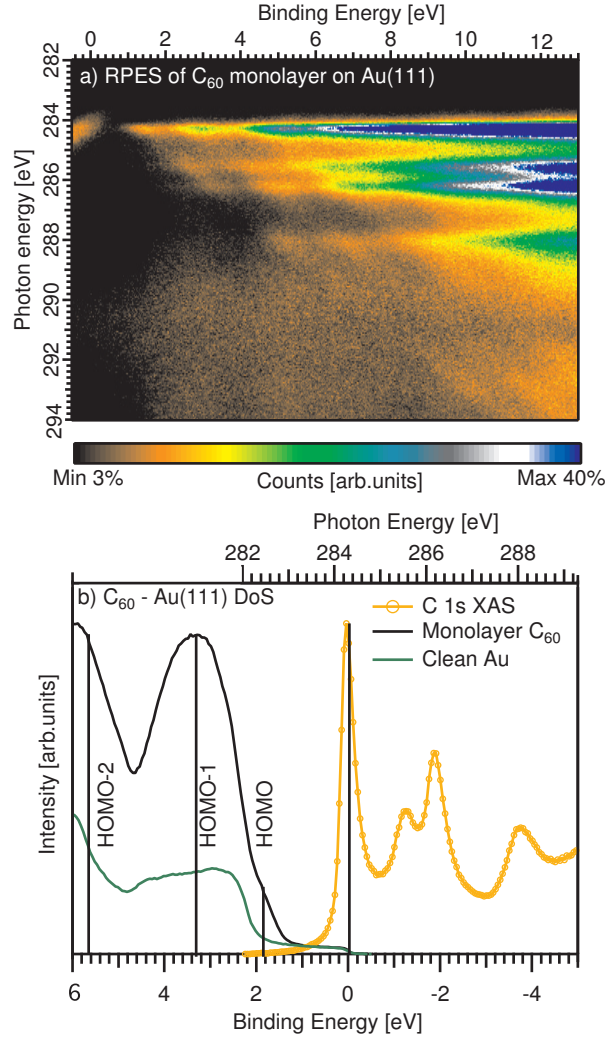 Binding Energy [eV]
0 2 4 6 8 10 12
a) RPES of C60 monolayer on Au(111)
Photon energy [eV]
282
284
286
288
290
292
294
Min 3% Counts [arb.units] Max 40%
Photon Energy [eV]
282 284 286 288
b) C60 - Au(111) DoS
C 1s XAS
Monolayer C60
Clean Au
Intensity [arb.units]
HOMO-2
HOMO-1
HOMO
6 4 2 0 -2 -4
Binding Energy [eV]